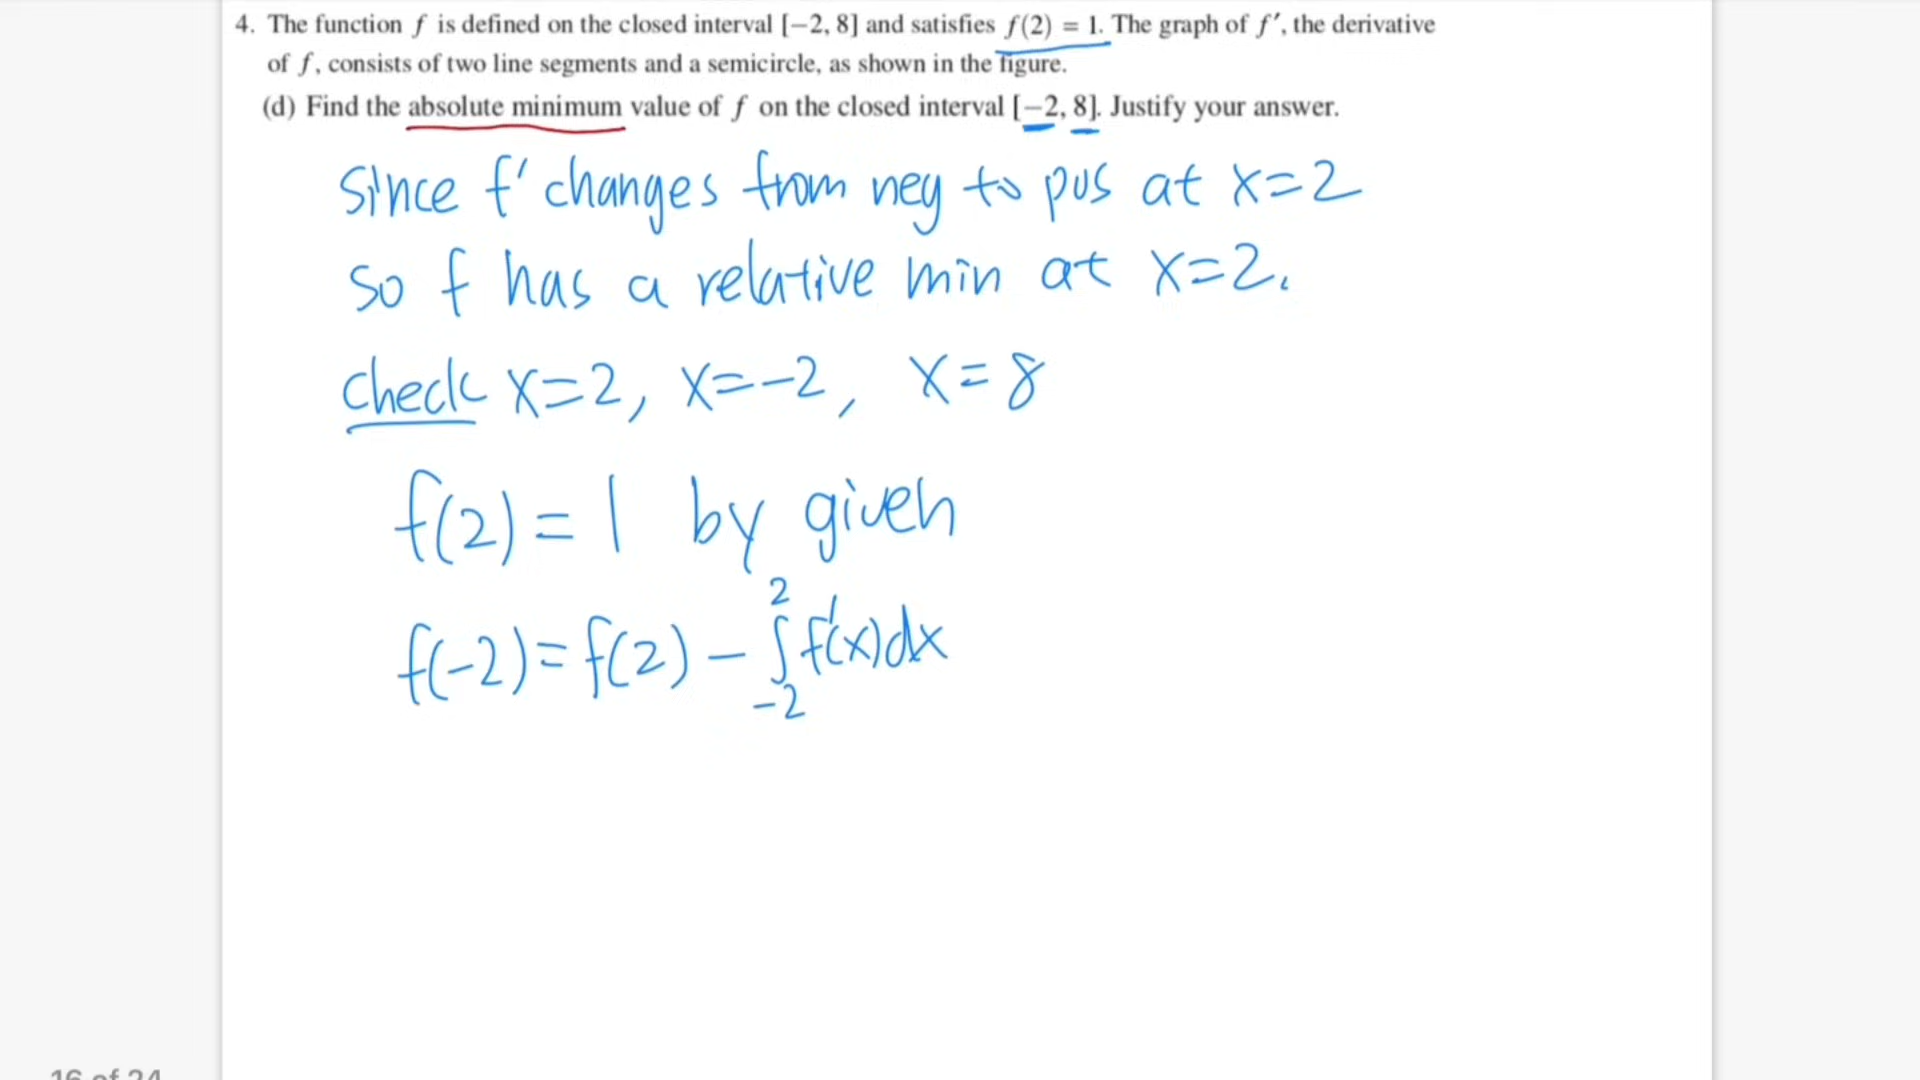 4. The function f is defined on the closed interval [−2, 8] and satisfies f(2) = 1. The graph of f′, the derivative
of f, consists of two line segments and a semicircle, as shown in the figure.
(d) Find the absolute minimum value of f on the closed interval [−2, 8]. Justify your answer.
Since f' changes from neg to pos at x=2
so f has a relative min at x=2.
Check x=2, x=-2, x=8
f(2)=1 by given
f(-2)=f(2) - ∫_{-2}^{2} f'(x)dx
16 of 24